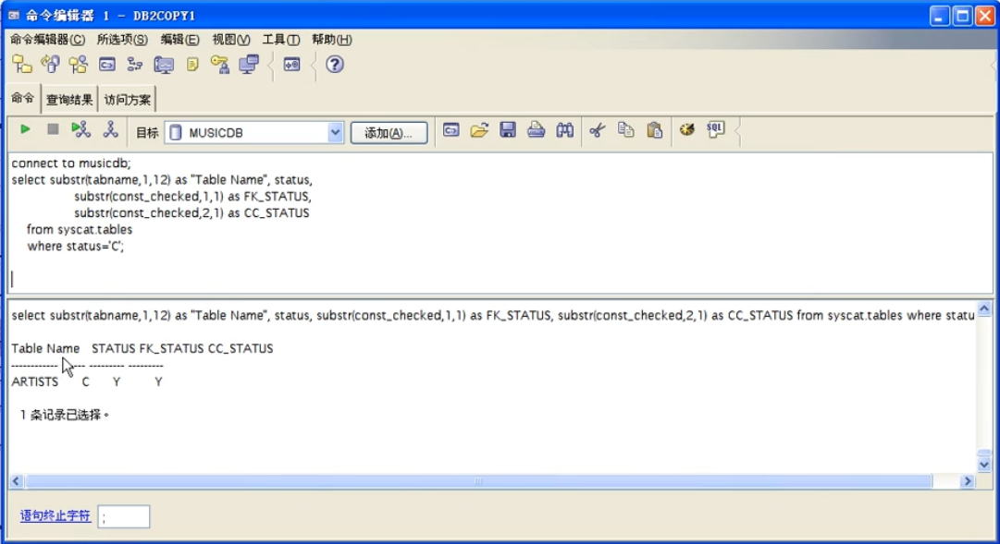 命令编辑器 1 - DB2COPY1
命令编辑器(C) 所选项(S) 编辑(E) 视图(V) 工具(T) 帮助(H)
命令 查询结果 访问方案
目标 MUSICDB 添加(A)... SQL
connect to musicdb;
select substr(tabname,1,12) as "Table Name", status,
substr(const_checked,1,1) as FK_STATUS,
substr(const_checked,2,1) as CC_STATUS
from syscat.tables
where status='C';
select substr(tabname,1,12) as "Table Name", status, substr(const_checked,1,1) as FK_STATUS, substr(const_checked,2,1) as CC_STATUS from syscat.tables where statu
Table Name STATUS FK_STATUS CC_STATUS
------------ ------ --------- ---------
ARTISTS C Y Y
1 条记录已选择。
语句终止字符 ;